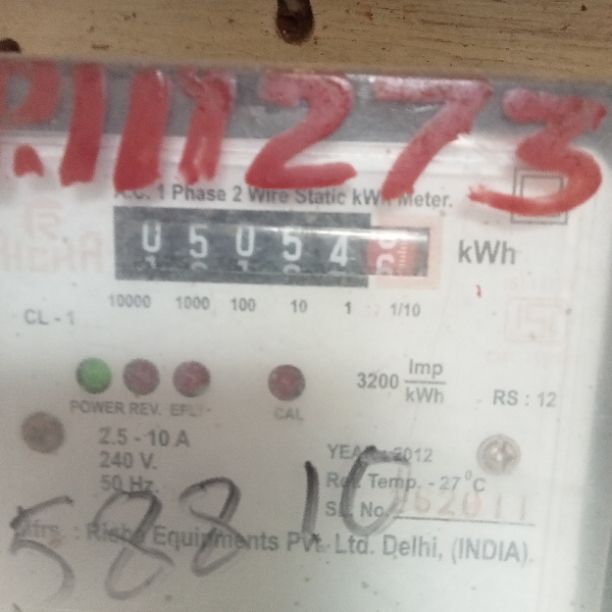 P.111273
A.C. 1 Phase 2 Wire Static kWh Meter.
05054 kWh
10000 1000 100 10 1 1/10
CL - 1
3200 Imp/kWh
POWER REV. EFL CAL
RS : 12
2.5 - 10 A
240 V.
50 Hz.
YEAR : 2012
Ref. Temp. - 27°C
Sl. No.
58810
Mfrs. : Risha Equipments Pvt. Ltd. Delhi, (INDIA).